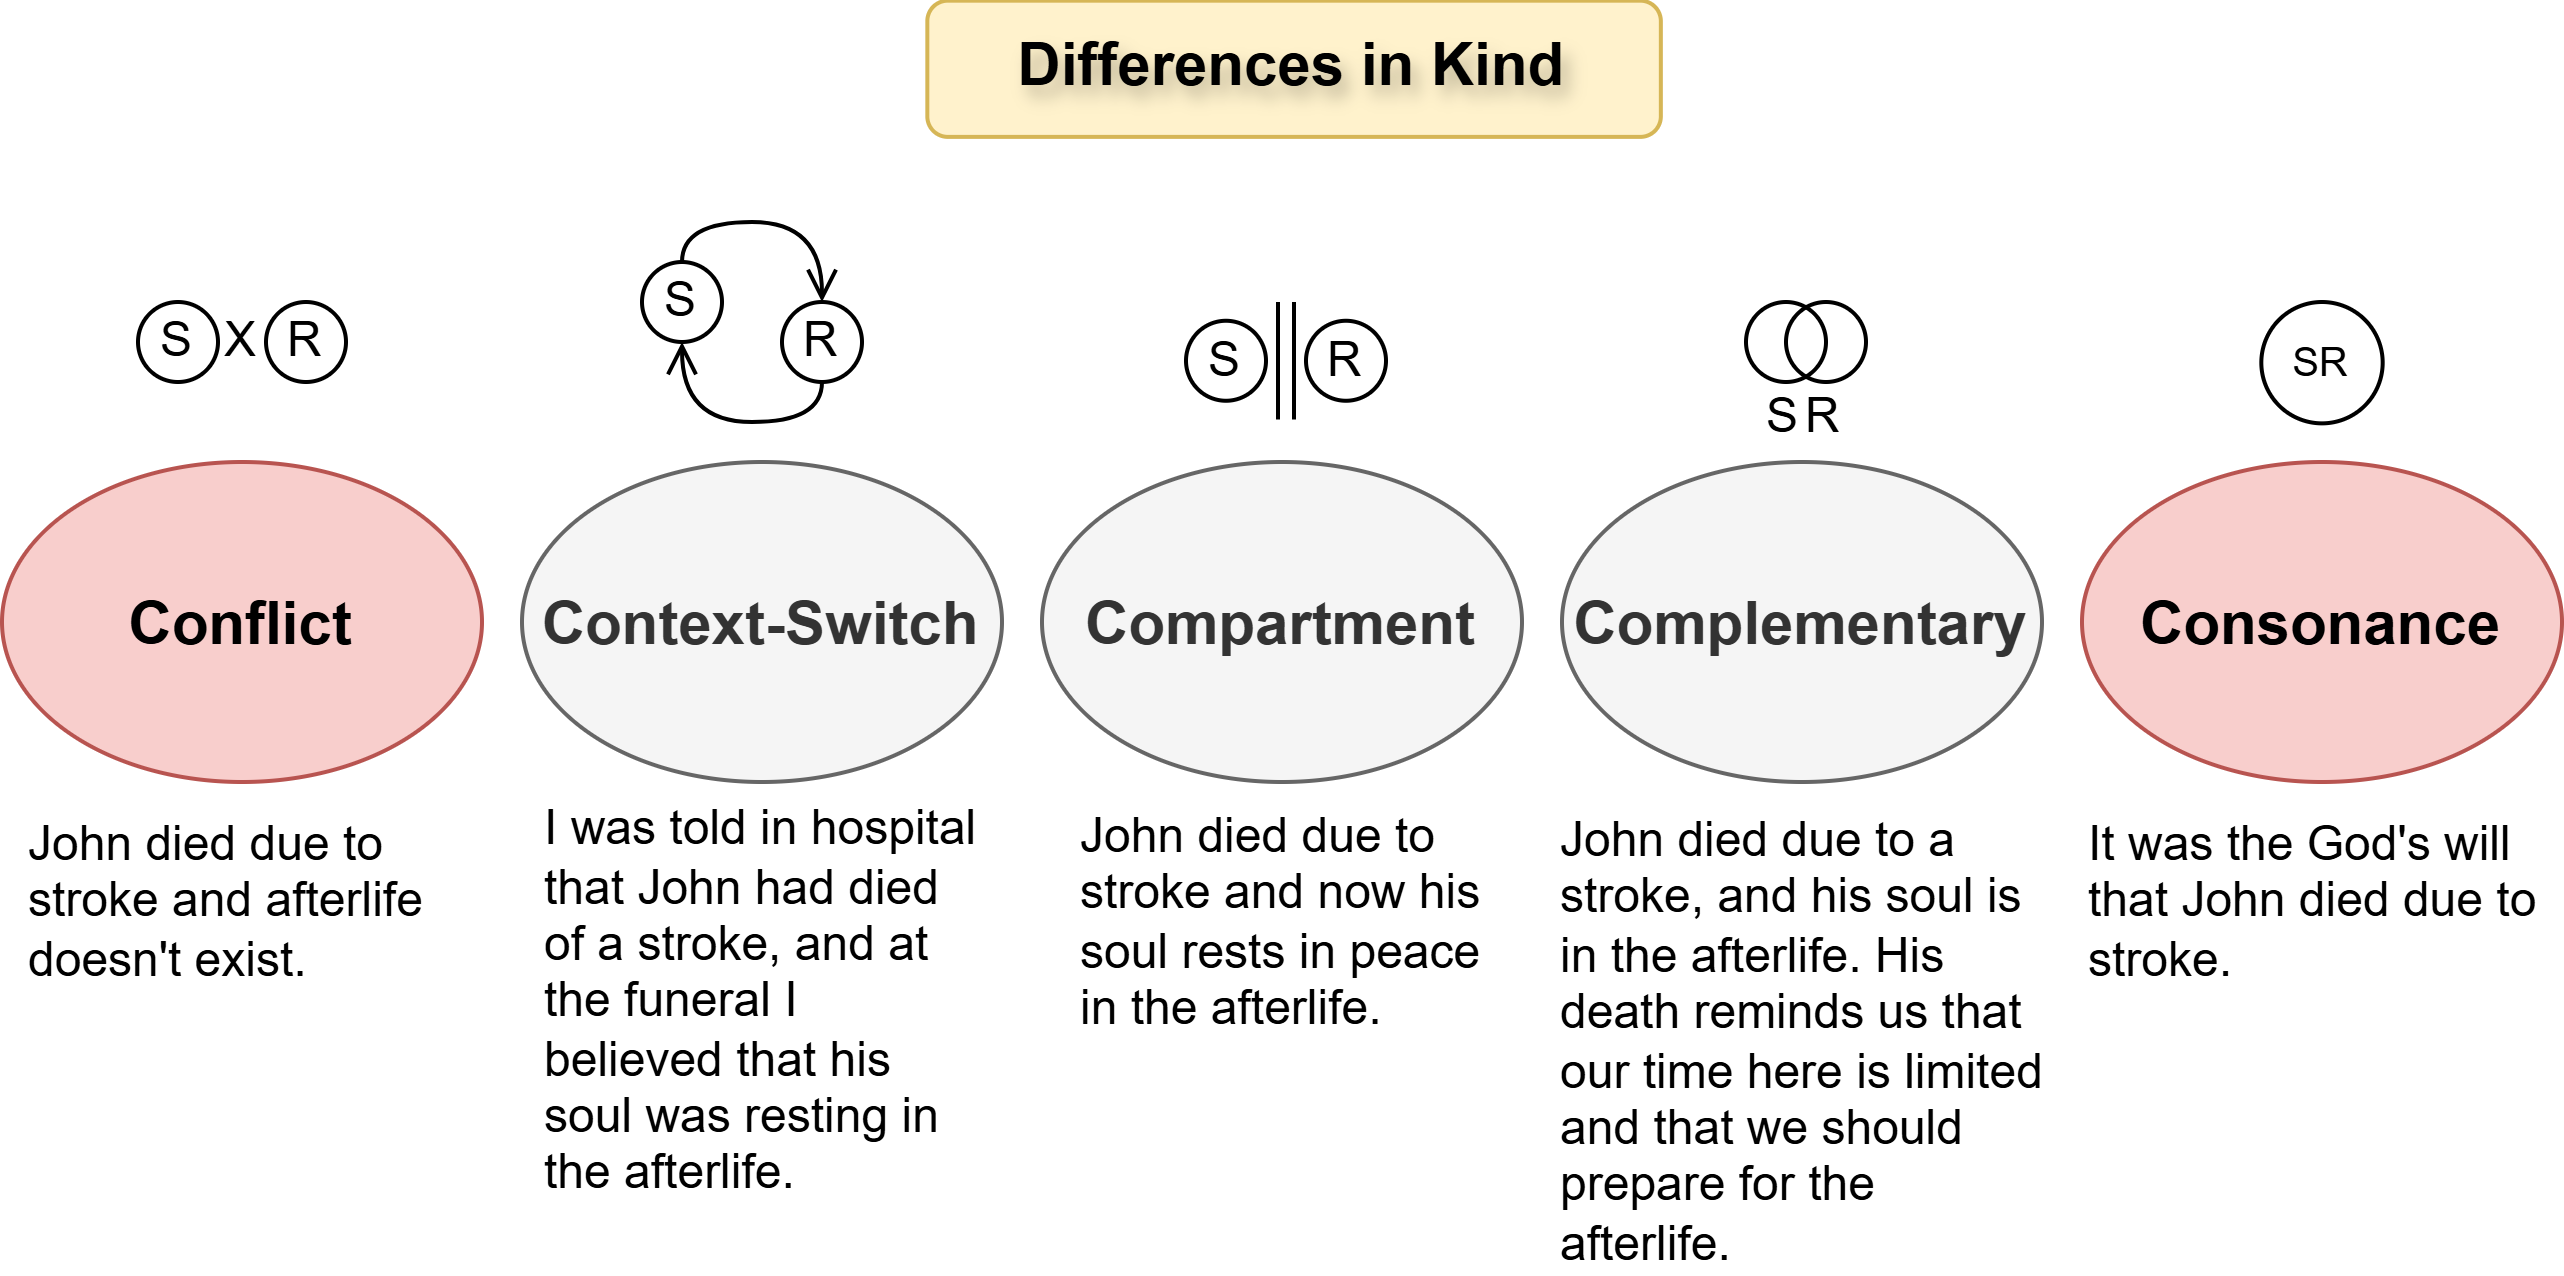 Differences in Kind
S X R
S
R
S R
S R
SR
Conflict
Context-Switch
Compartment
Complementary
Consonance
John died due to
stroke and afterlife
doesn't exist.
I was told in hospital
that John had died
of a stroke, and at
the funeral I
believed that his
soul was resting in
the afterlife.
John died due to
stroke and now his
soul rests in peace
in the afterlife.
John died due to a
stroke, and his soul is
in the afterlife. His
death reminds us that
our time here is limited
and that we should
prepare for the
afterlife.
It was the God's will
that John died due to
stroke.